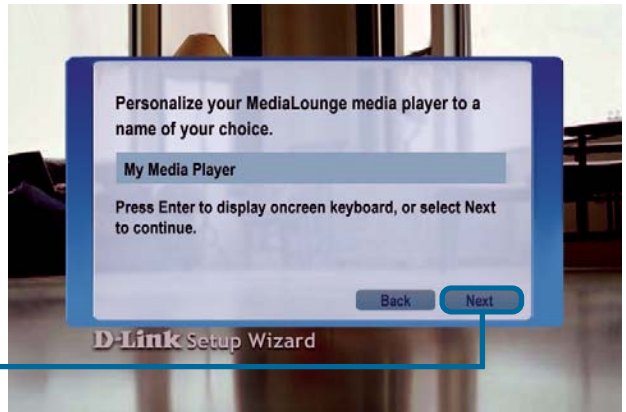 Personalize your MediaLounge media player to a
name of your choice.
My Media Player
Press Enter to display oncreen keyboard, or select Next
to continue.
Back Next
D-Link Setup Wizard